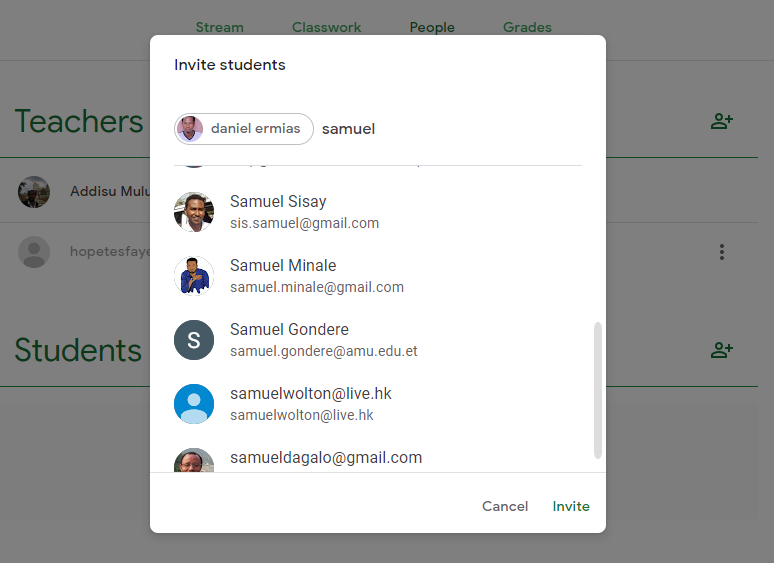 Stream Classwork People Grades
Invite students
Teachers
daniel ermias samuel
Addisu Mulu
Samuel Sisay
sis.samuel@gmail.com
hopetesfaye
Samuel Minale
samuel.minale@gmail.com
Students
Samuel Gondere
S
samuel.gondere@amu.edu.et
samuelwolton@live.hk
samuelwolton@live.hk
samueldagalo@gmail.com
Cancel Invite